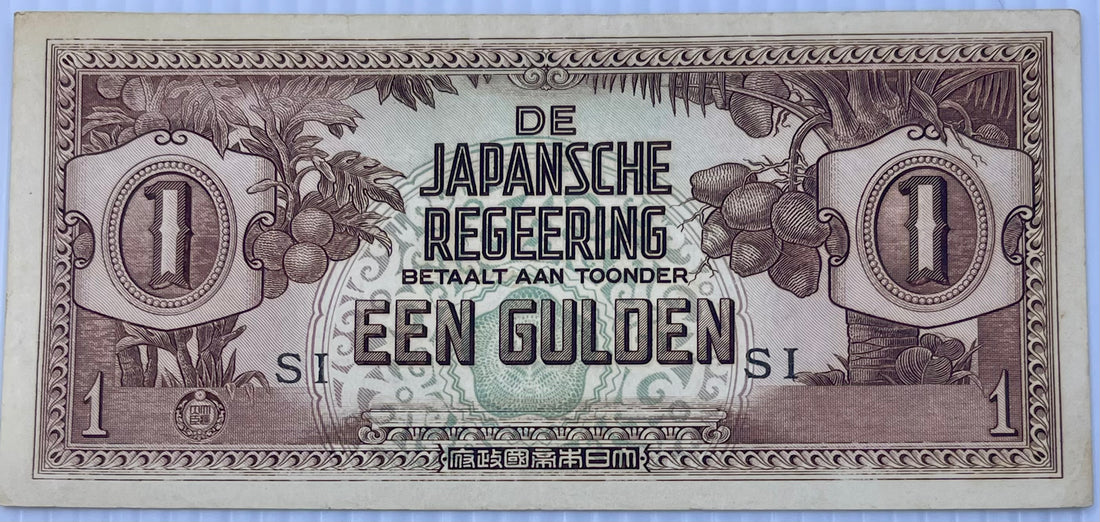 DE
JAPANSCHE
REGEERING
BETAALT AAN TOONDER
EEN GULDEN
1
1
SI
SI
1
1
大日本帝國政府